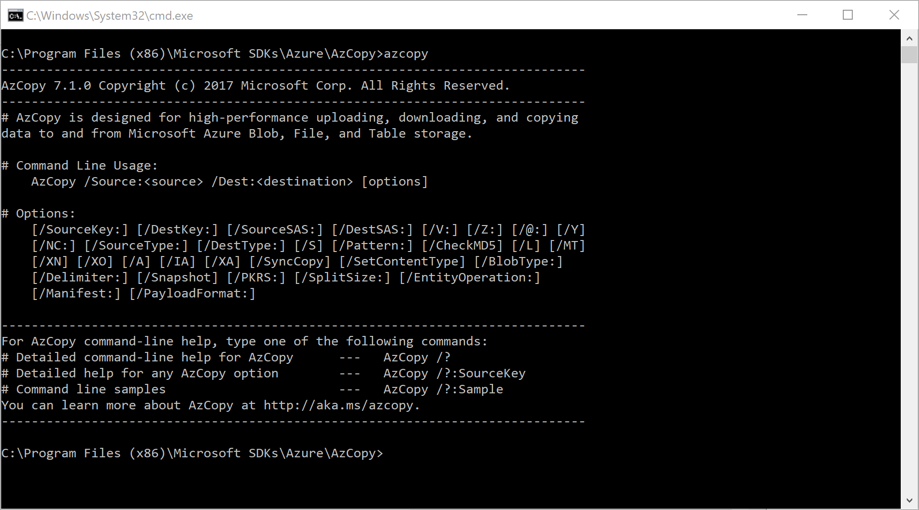 C:\Windows\System32\cmd.exe
C:\Program Files (x86)\Microsoft SDKs\Azure\AzCopy>azcopy
------------------------------------------------------------------------------
AzCopy 7.1.0 Copyright (c) 2017 Microsoft Corp. All Rights Reserved.
------------------------------------------------------------------------------
# AzCopy is designed for high-performance uploading, downloading, and copying
data to and from Microsoft Azure Blob, File, and Table storage.
# Command Line Usage:
    AzCopy /Source:<source> /Dest:<destination> [options]
# Options:
    [/SourceKey:] [/DestKey:] [/SourceSAS:] [/DestSAS:] [/V:] [/Z:] [/@:] [/Y]
    [/NC:] [/SourceType:] [/DestType:] [/S] [/Pattern:] [/CheckMD5] [/L] [/MT]
    [/XN] [/XO] [/A] [/IA] [/XA] [/SyncCopy] [/SetContentType] [/BlobType:]
    [/Delimiter:] [/Snapshot] [/PKRS:] [/SplitSize:] [/EntityOperation:]
    [/Manifest:] [/PayloadFormat:]
------------------------------------------------------------------------------
For AzCopy command-line help, type one of the following commands:
# Detailed command-line help for AzCopy      ---   AzCopy /?
# Detailed help for any AzCopy option        ---   AzCopy /?:SourceKey
# Command line samples                       ---   AzCopy /?:Sample
You can learn more about AzCopy at http://aka.ms/azcopy.
------------------------------------------------------------------------------
C:\Program Files (x86)\Microsoft SDKs\Azure\AzCopy>